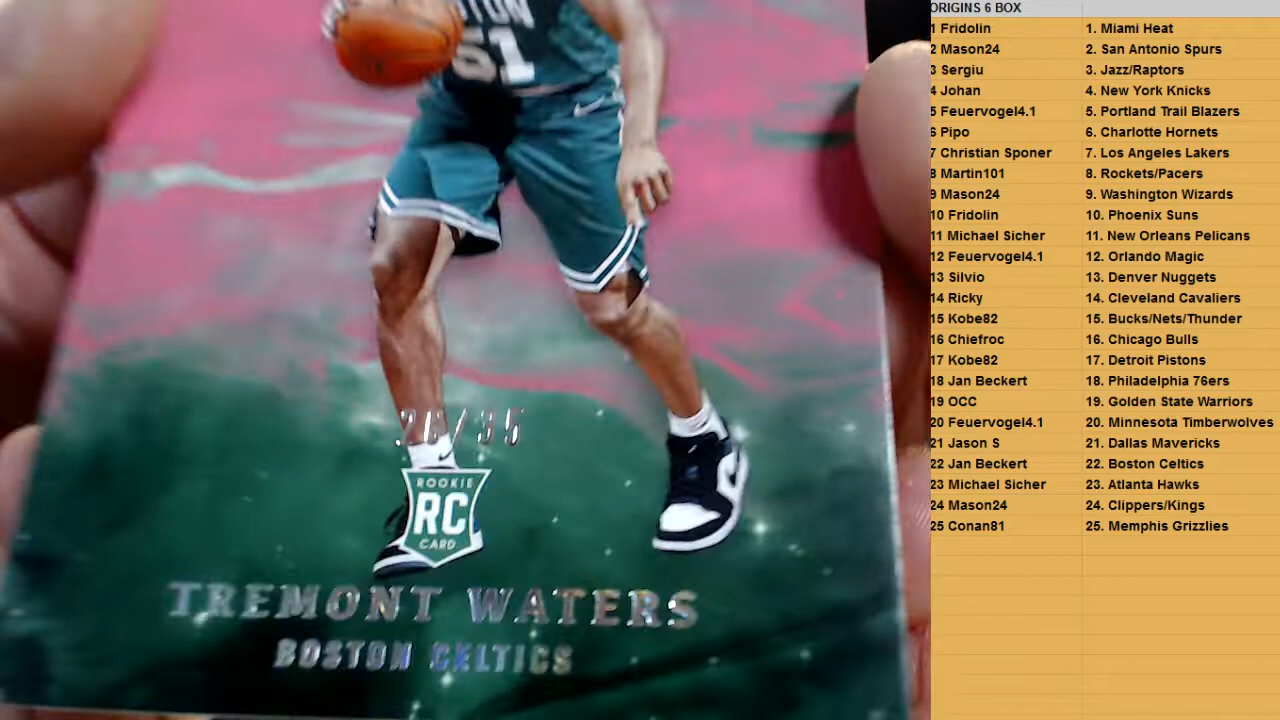 STON
51
26/35
ROOKIE
RC
CARD
TREMONT WATERS
BOSTON CELTICS
ORIGINS 6 BOX
1 Fridolin 1. Miami Heat
2 Mason24 2. San Antonio Spurs
3 Sergiu 3. Jazz/Raptors
4 Johan 4. New York Knicks
5 Feuervogel4.1 5. Portland Trail Blazers
6 Pipo 6. Charlotte Hornets
7 Christian Sponer 7. Los Angeles Lakers
8 Martin101 8. Rockets/Pacers
9 Mason24 9. Washington Wizards
10 Fridolin 10. Phoenix Suns
11 Michael Sicher 11. New Orleans Pelicans
12 Feuervogel4.1 12. Orlando Magic
13 Silvio 13. Denver Nuggets
14 Ricky 14. Cleveland Cavaliers
15 Kobe82 15. Bucks/Nets/Thunder
16 Chiefroc 16. Chicago Bulls
17 Kobe82 17. Detroit Pistons
18 Jan Beckert 18. Philadelphia 76ers
19 OCC 19. Golden State Warriors
20 Feuervogel4.1 20. Minnesota Timberwolves
21 Jason S 21. Dallas Mavericks
22 Jan Beckert 22. Boston Celtics
23 Michael Sicher 23. Atlanta Hawks
24 Mason24 24. Clippers/Kings
25 Conan81 25. Memphis Grizzlies